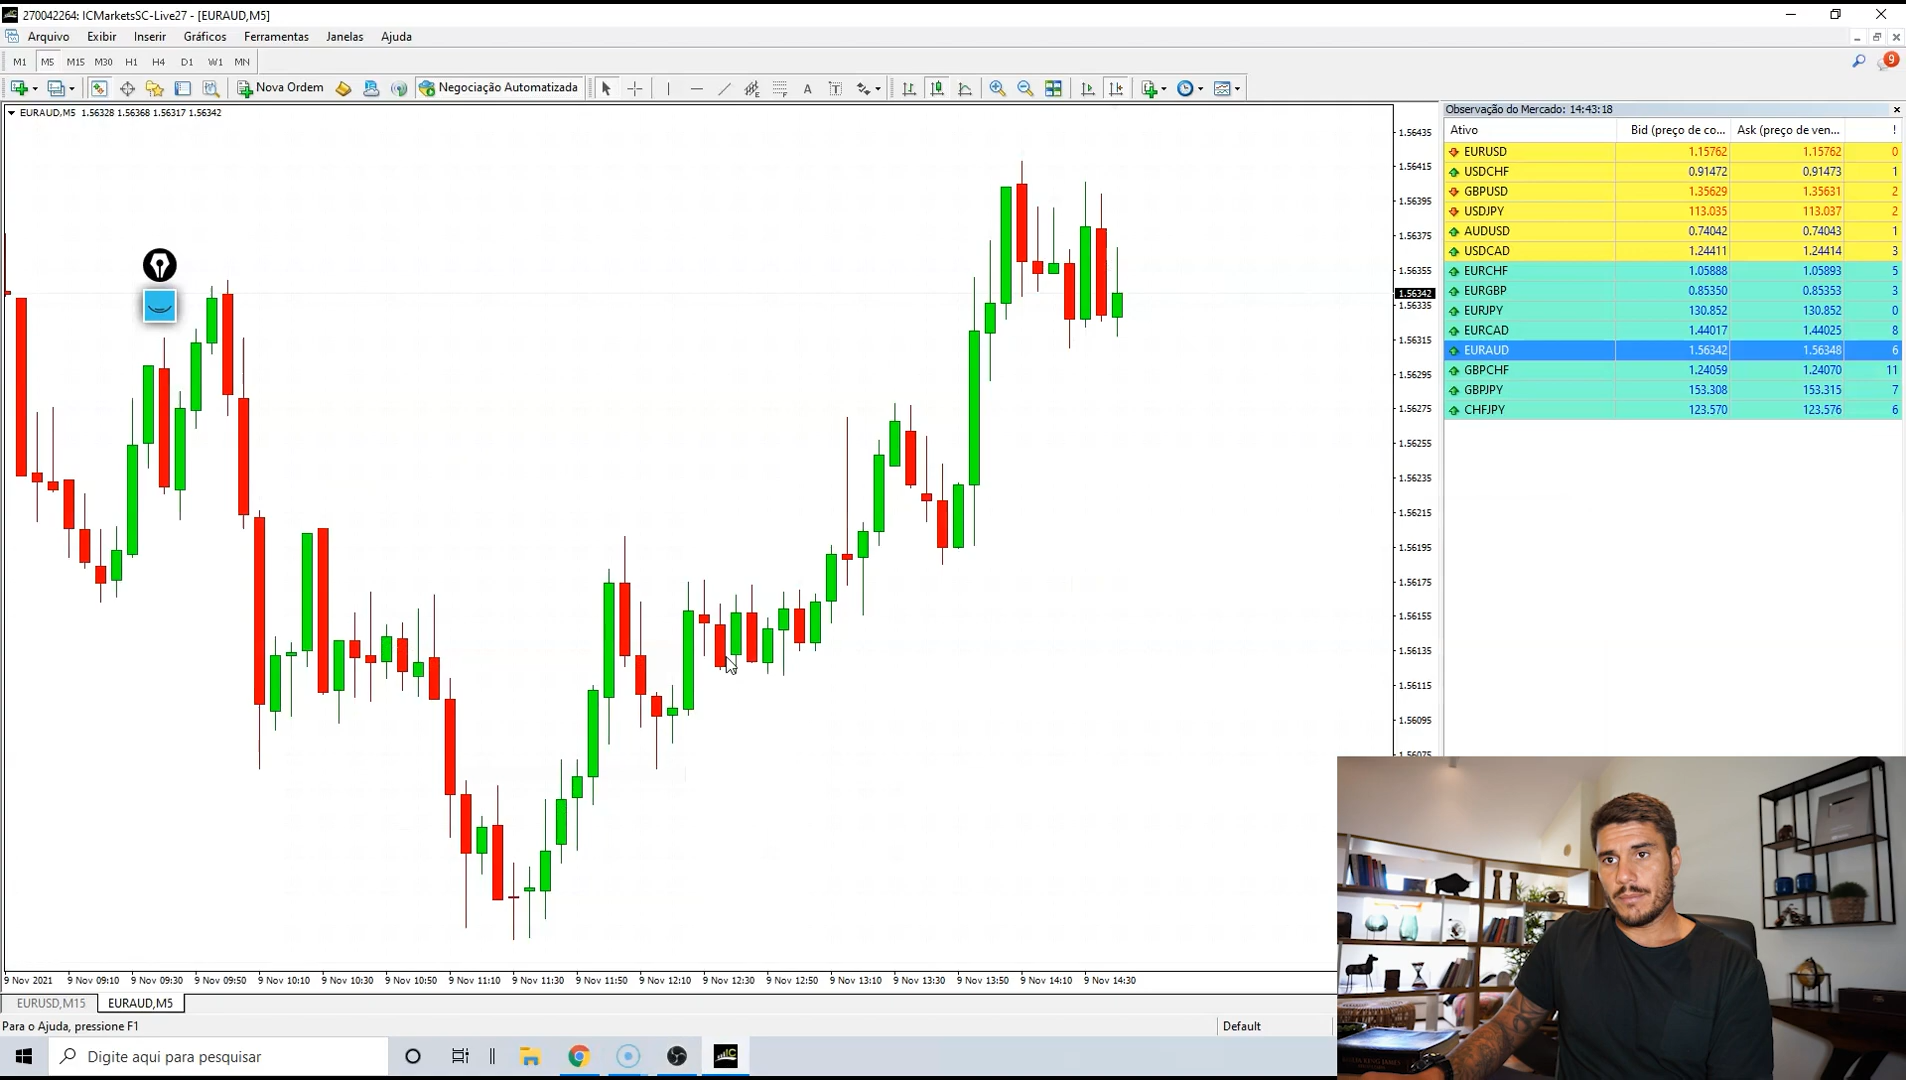 270042264: ICMarketsSC-Live27 - [EURAUD,M5]
Arquivo Exibir Inserir Gráficos Ferramentas Janelas Ajuda
M1 M5 M15 M30 H1 H4 D1 W1 MN
9
Nova Ordem Negociação Automatizada A T
EURAUD,M5 1.56328 1.56368 1.56317 1.56342
1.56435
1.56415
1.56395
1.56375
1.56355
1.56342
1.56335
1.56315
1.56295
1.56275
1.56255
1.56235
1.56215
1.56195
1.56175
1.56155
1.56135
1.56115
1.56095
1.56075
Observação do Mercado: 14:43:18
Ativo Bid (preço de co... Ask (preço de ven... !
EURUSD 1.15762 1.15762 0
USDCHF 0.91472 0.91473 1
GBPUSD 1.35629 1.35631 2
USDJPY 113.035 113.037 2
AUDUSD 0.74042 0.74043 1
USDCAD 1.24411 1.24414 3
EURCHF 1.05888 1.05893 5
EURGBP 0.85350 0.85353 3
EURJPY 130.852 130.852 0
EURCAD 1.44017 1.44025 8
EURAUD 1.56342 1.56348 6
GBPCHF 1.24059 1.24070 11
GBPJPY 153.308 153.315 7
CHFJPY 123.570 123.576 6
9 Nov 2021 9 Nov 09:10 9 Nov 09:30 9 Nov 09:50 9 Nov 10:10 9 Nov 10:30 9 Nov 10:50 9 Nov 11:10 9 Nov 11:30 9 Nov 11:50 9 Nov 12:10 9 Nov 12:30 9 Nov 12:50 9 Nov 13:10 9 Nov 13:30 9 Nov 13:50 9 Nov 14:10 9 Nov 14:30
EURUSD,M15 EURAUD,M5
Para o Ajuda, pressione F1 Default
Digite aqui para pesquisar IC